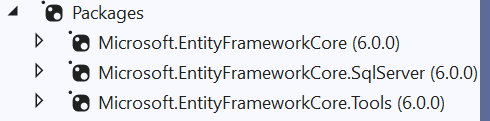 Packages
Microsoft.EntityFrameworkCore (6.0.0)
Microsoft.EntityFrameworkCore.SqlServer (6.0.0)
Microsoft.EntityFrameworkCore.Tools (6.0.0)